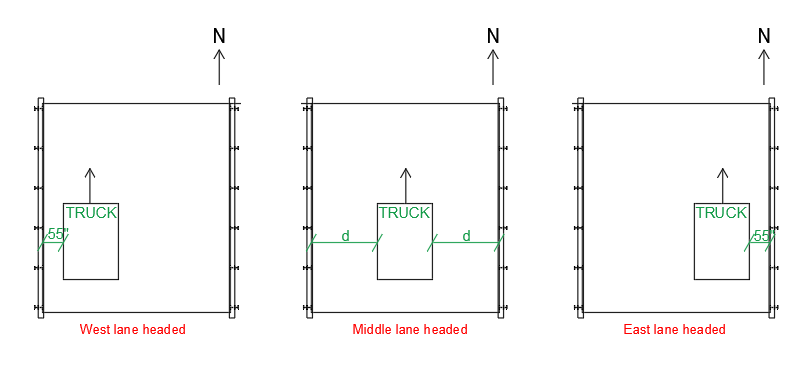 N
N
N
TRUCK
TRUCK
TRUCK
55"
d
d
55"
West lane headed
Middle lane headed
East lane headed